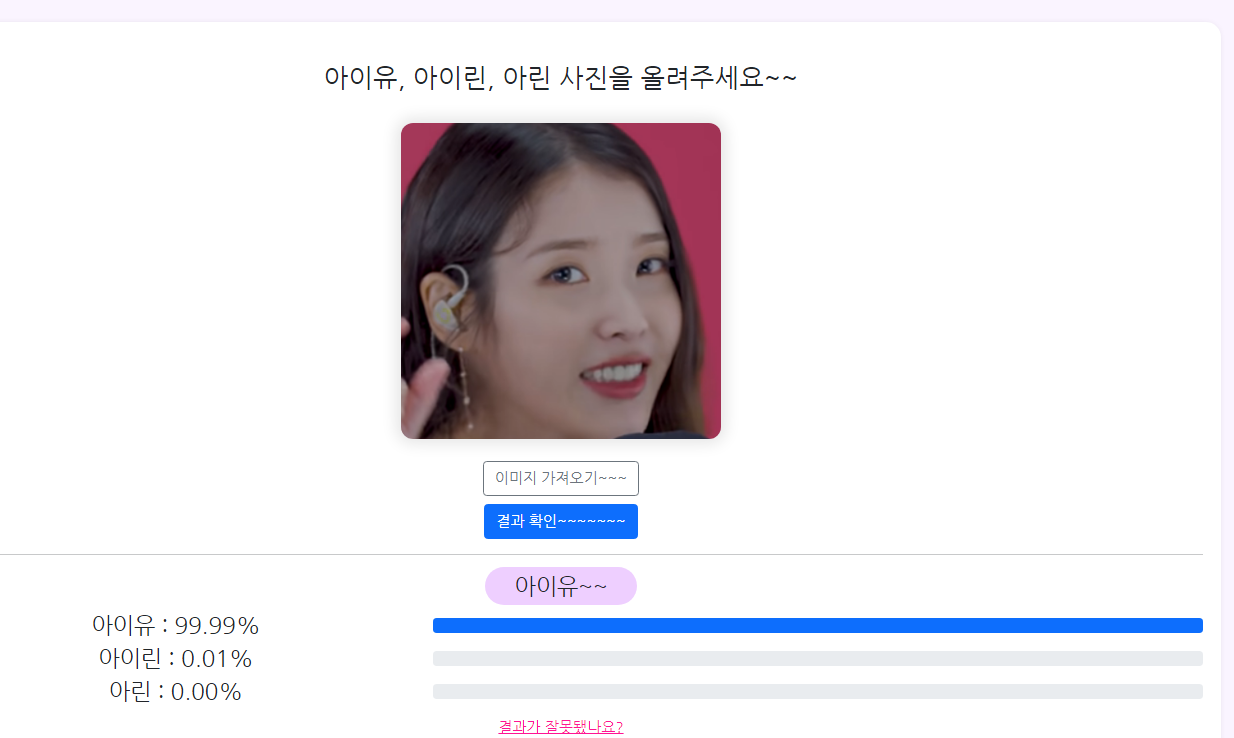 아이유, 아이린, 아린 사진을 올려주세요~~
이미지 가져오기~~~
결과 확인~~~~~~~
아이유~~
아이유 : 99.99%
아이린 : 0.01%
아린 : 0.00%
결과가 잘못됐나요?